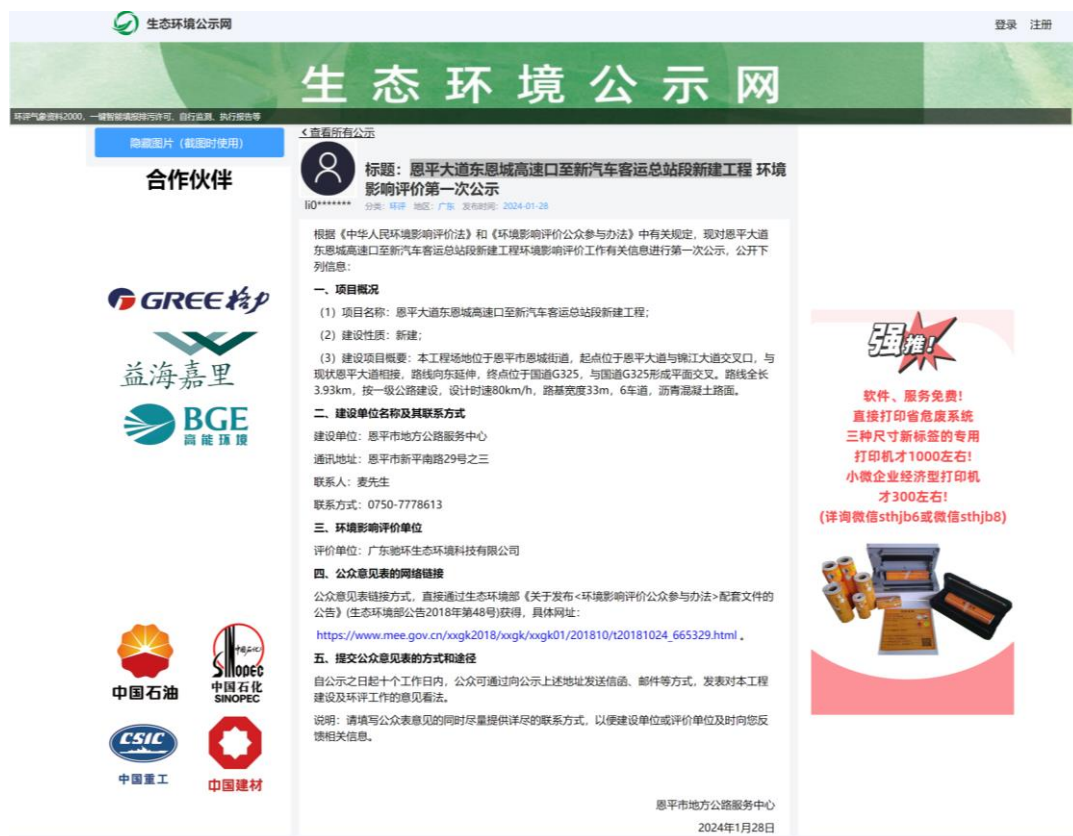 生态环境公示网
登录 注册
生态环境公示网
环评气象资料2000、一键智能填报排污许可、自行监测、执行报告等
隐藏图片（截图时使用）
合作伙伴
GREE格力
益海嘉里
BGE
高能环境
中国石油
SINOPEC
中国石化
SINOPEC
CSIC
中国重工
中国建材
‹ 查看所有公示
li0*******
标题：恩平大道东恩城高速口至新汽车客运总站段新建工程 环境
影响评价第一次公示
分类：环评 地区：广东 发布时间：2024-01-28
根据《中华人民环境影响评价法》和《环境影响评价公众参与办法》中有关规定，现对恩平大道
东恩城高速口至新汽车客运总站段新建工程环境影响评价工作有关信息进行第一次公示，公开下
列信息：
一、项目概况
（1）项目名称：恩平大道东恩城高速口至新汽车客运总站段新建工程；
（2）建设性质：新建；
（3）建设项目概要：本工程场地位于恩平市恩城街道，起点位于恩平大道与锦江大道交叉口，与
现状恩平大道相接，路线向东延伸，终点位于国道G325，与国道G325形成平面交叉。路线全长
3.93km，按一级公路建设，设计时速80km/h，路基宽度33m，6车道，沥青混凝土路面。
二、建设单位名称及其联系方式
建设单位：恩平市地方公路服务中心
通讯地址：恩平市新平南路29号之三
联系人：麦先生
联系方式：0750-7778613
三、环境影响评价单位
评价单位：广东驰环生态环境科技有限公司
四、公众意见表的网络链接
公众意见表链接方式，直接通过生态环境部《关于发布<环境影响评价公众参与办法>配套文件的
公告》(生态环境部公告2018年第48号)获得，具体网址：
https://www.mee.gov.cn/xxgk2018/xxgk/xxgk01/201810/t20181024_665329.html 。
五、提交公众意见表的方式和途径
自公示之日起十个工作日内，公众可通过向公示上述地址发送信函、邮件等方式，发表对本工程
建设及环评工作的意见看法。
说明：请填写公众表意见的同时尽量提供详尽的联系方式，以便建设单位或评价单位及时向您反
馈相关信息。
恩平市地方公路服务中心
2024年1月28日
强推！
软件、服务免费!
直接打印省危废系统
三种尺寸新标签的专用
打印机才1000左右!
小微企业经济型打印机
才300左右!
(详询微信sthjb6或微信sthjb8)